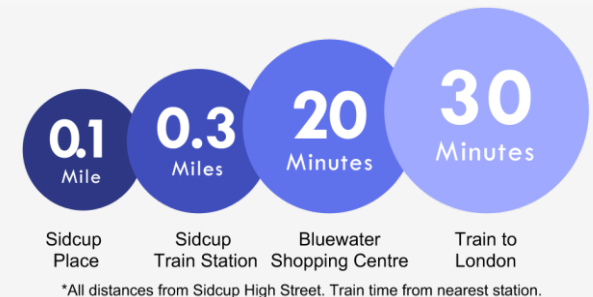 0.1
Mile
0.3
Miles
20
Minutes
30
Minutes
Sidcup
Place
Sidcup
Train Station
Bluewater
Shopping Centre
Train to
London
*All distances from Sidcup High Street. Train time from nearest station.